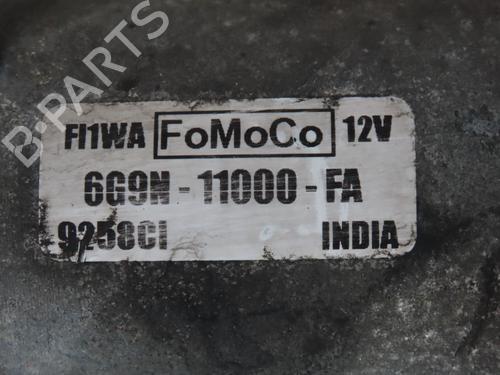 B-PARTS
FI1WA FoMoCo 12V
6G9N - 11000 - FA
9258CI INDIA